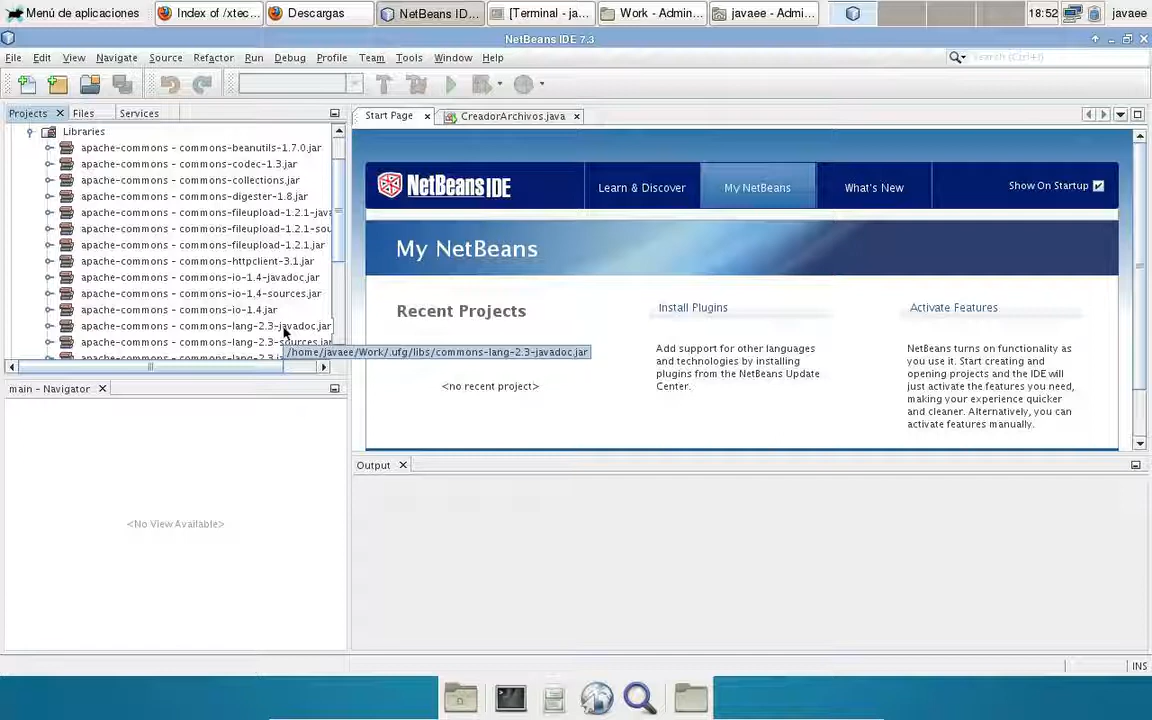 Menú de aplicaciones
Index of /xtec...
Descargas
NetBeans ID...
[Terminal - ja...
Work - Admin...
javaee - Admi...
18:52
javaee
NetBeans IDE 7.3
File Edit View Navigate Source Refactor Run Debug Profile Team Tools Window Help
Search (Ctrl+I)
Projects Files Services
Start Page
CreadorArchivos.java
Libraries
apache-commons - commons-beanutils-1.7.0.jar
apache-commons - commons-codec-1.3.jar
apache-commons - commons-collections.jar
apache-commons - commons-digester-1.8.jar
apache-commons - commons-fileupload-1.2.1-java
apache-commons - commons-fileupload-1.2.1-sou
apache-commons - commons-fileupload-1.2.1.jar
apache-commons - commons-httpclient-3.1.jar
apache-commons - commons-io-1.4-javadoc.jar
apache-commons - commons-io-1.4-sources.jar
apache-commons - commons-io-1.4.jar
apache-commons - commons-lang-2.3-javadoc.jar
apache-commons - commons-lang-2.3-sources.jar
/home/javaee/Work/.ufg/libs/commons-lang-2.3-javadoc.jar
NetBeans IDE
Learn & Discover
My NetBeans
What's New
Show On Startup
My NetBeans
Recent Projects
<no recent project>
Install Plugins
Add support for other languages
and technologies by installing
plugins from the NetBeans Update
Center.
Activate Features
NetBeans turns on functionality as
you use it. Start creating and
opening projects and the IDE will
just activate the features you need,
making your experience quicker
and cleaner. Alternatively, you can
activate features manually.
main - Navigator
<No View Available>
Output
INS